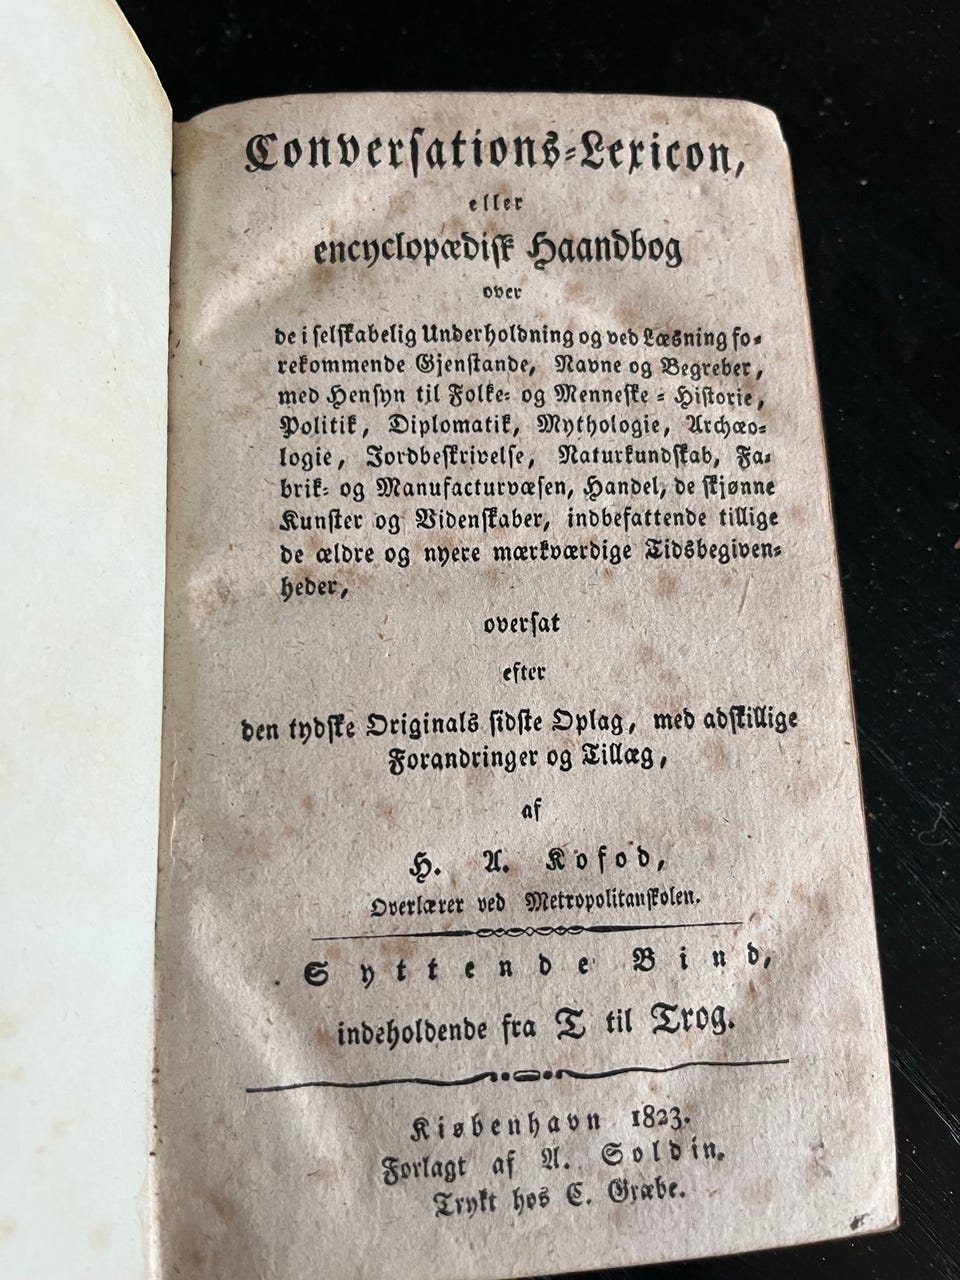 Conversations-Lexicon,
eller
encyclopædisk Haandbog
over
de i selskabelig Underholdning og ved Læsning fo-
rekommende Gjenstande, Navne og Begreber,
med Hensyn til Folke- og Menneske-Historie,
Politik, Diplomatik, Mythologie, Archæo-
logie, Jordbeskrivelse, Naturkundskab, Fa-
brik- og Manufacturvæsen, Handel, de skjønne
Kunster og Videnskaber, indbefattende tillige
de ældre og nyere mærkværdige Tidsbegiven-
heder,
oversat
efter
den tydske Originals sidste Oplag, med adskillige
Forandringer og Tillæg,
af
H. A. Kofod,
Overlærer ved Metropolitanskolen.
Syttende Bind,
indeholdende fra T til Trog.
Kiøbenhavn 1823.
Forlagt af A. Soldin.
Trykt hos C. Græbe.